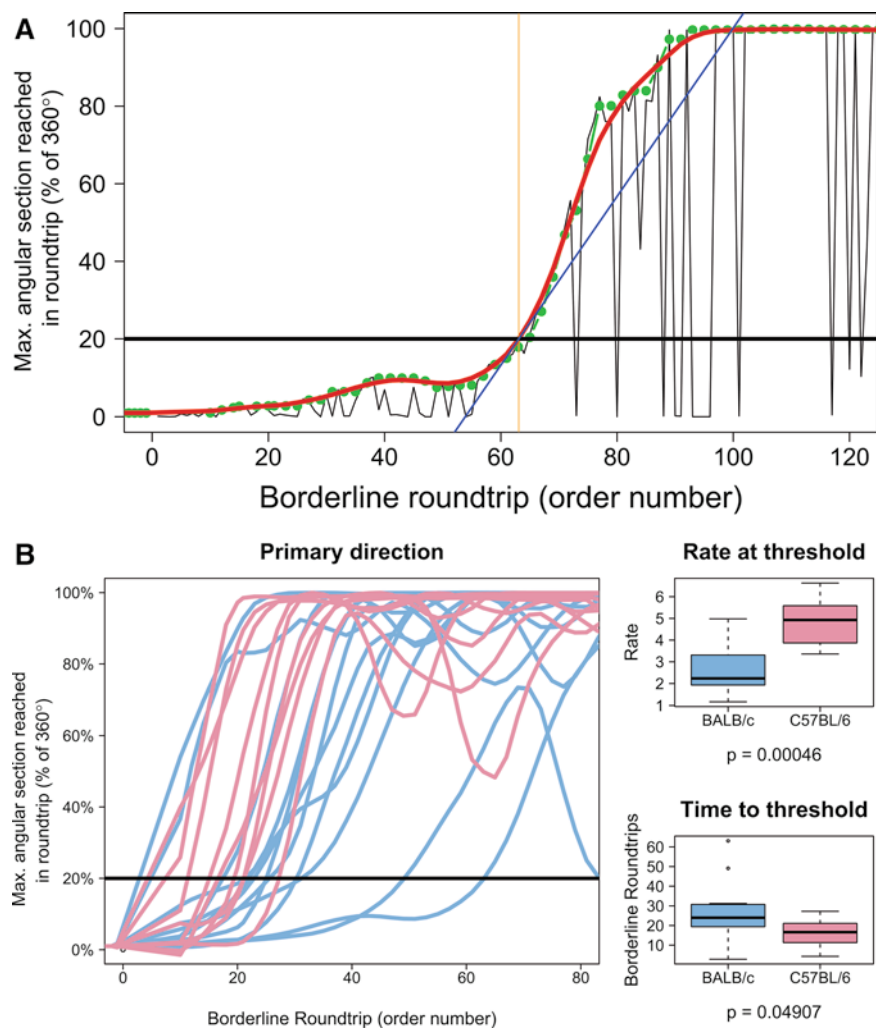 A
Max. angular section reached
in roundtrip (% of 360°)
100
80
60
40
20
0
0 20 40 60 80 100 120
Borderline roundtrip (order number)
B
Primary direction
Max. angular section reached
in roundtrip (% of 360°)
100%
80%
60%
40%
20%
0%
0 20 40 60 80
Borderline Roundtrip (order number)
Rate at threshold
Rate
6
5
4
3
2
1
BALB/c C57BL/6
p = 0.00046
Time to threshold
Borderline Roundtrips
60
50
40
30
20
10
BALB/c C57BL/6
p = 0.04907